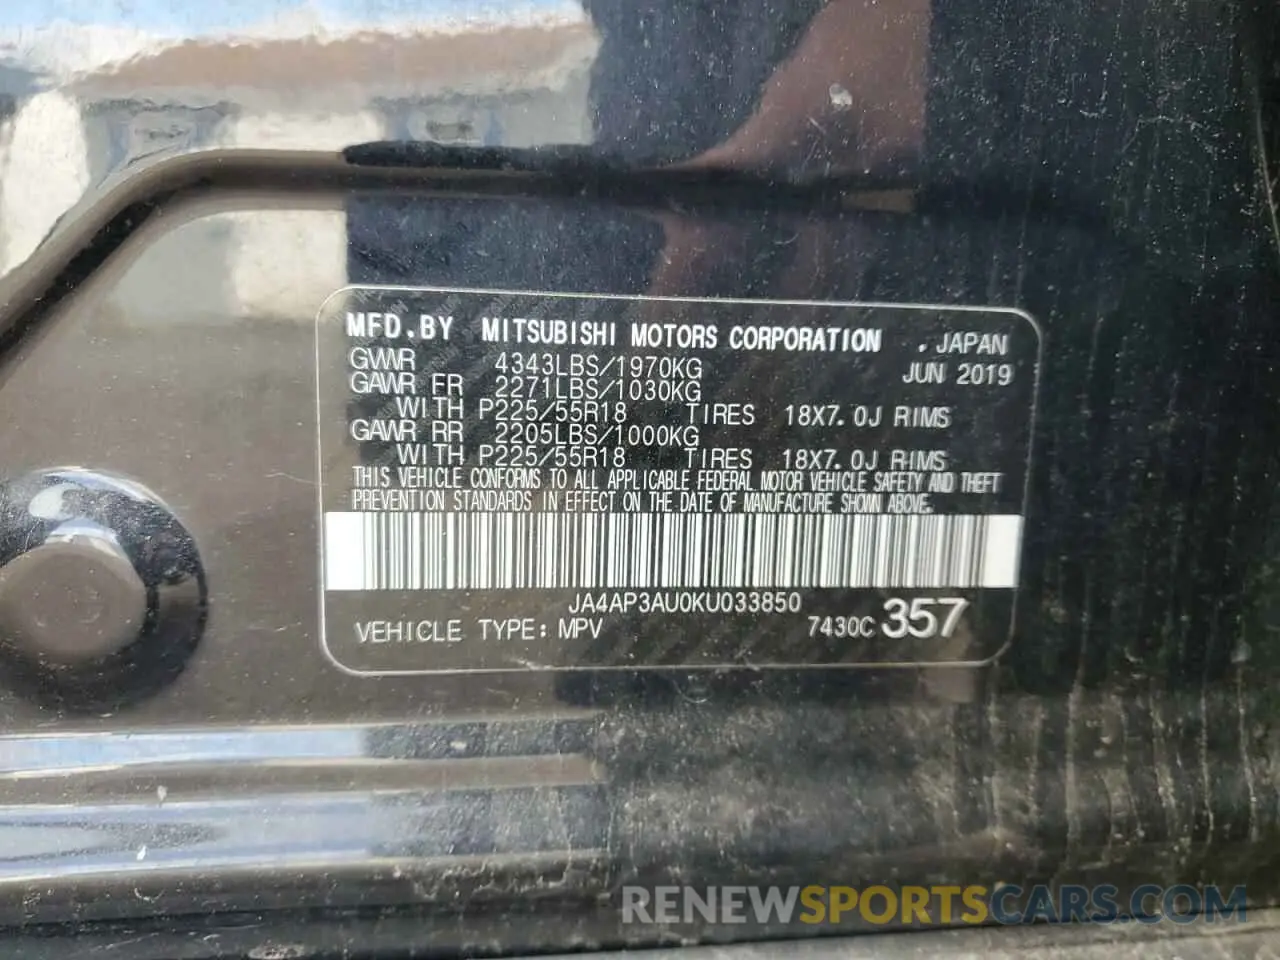 MFD.BY MITSUBISHI MOTORS CORPORATION . JAPAN
GVWR 4343LBS/1970KG JUN 2019
GAWR FR 2271LBS/1030KG
WITH P225/55R18 TIRES 18X7.0J RIMS
GAWR RR 2205LBS/1000KG
WITH P225/55R18 TIRES 18X7.0J RIMS
THIS VEHICLE CONFORMS TO ALL APPLICABLE FEDERAL MOTOR VEHICLE SAFETY AND THEFT
PREVENTION STANDARDS IN EFFECT ON THE DATE OF MANUFACTURE SHOWN ABOVE.
JA4AP3AU0KU033850
VEHICLE TYPE: MPV 7430C 357
RENEWSPORTSCARS.COM